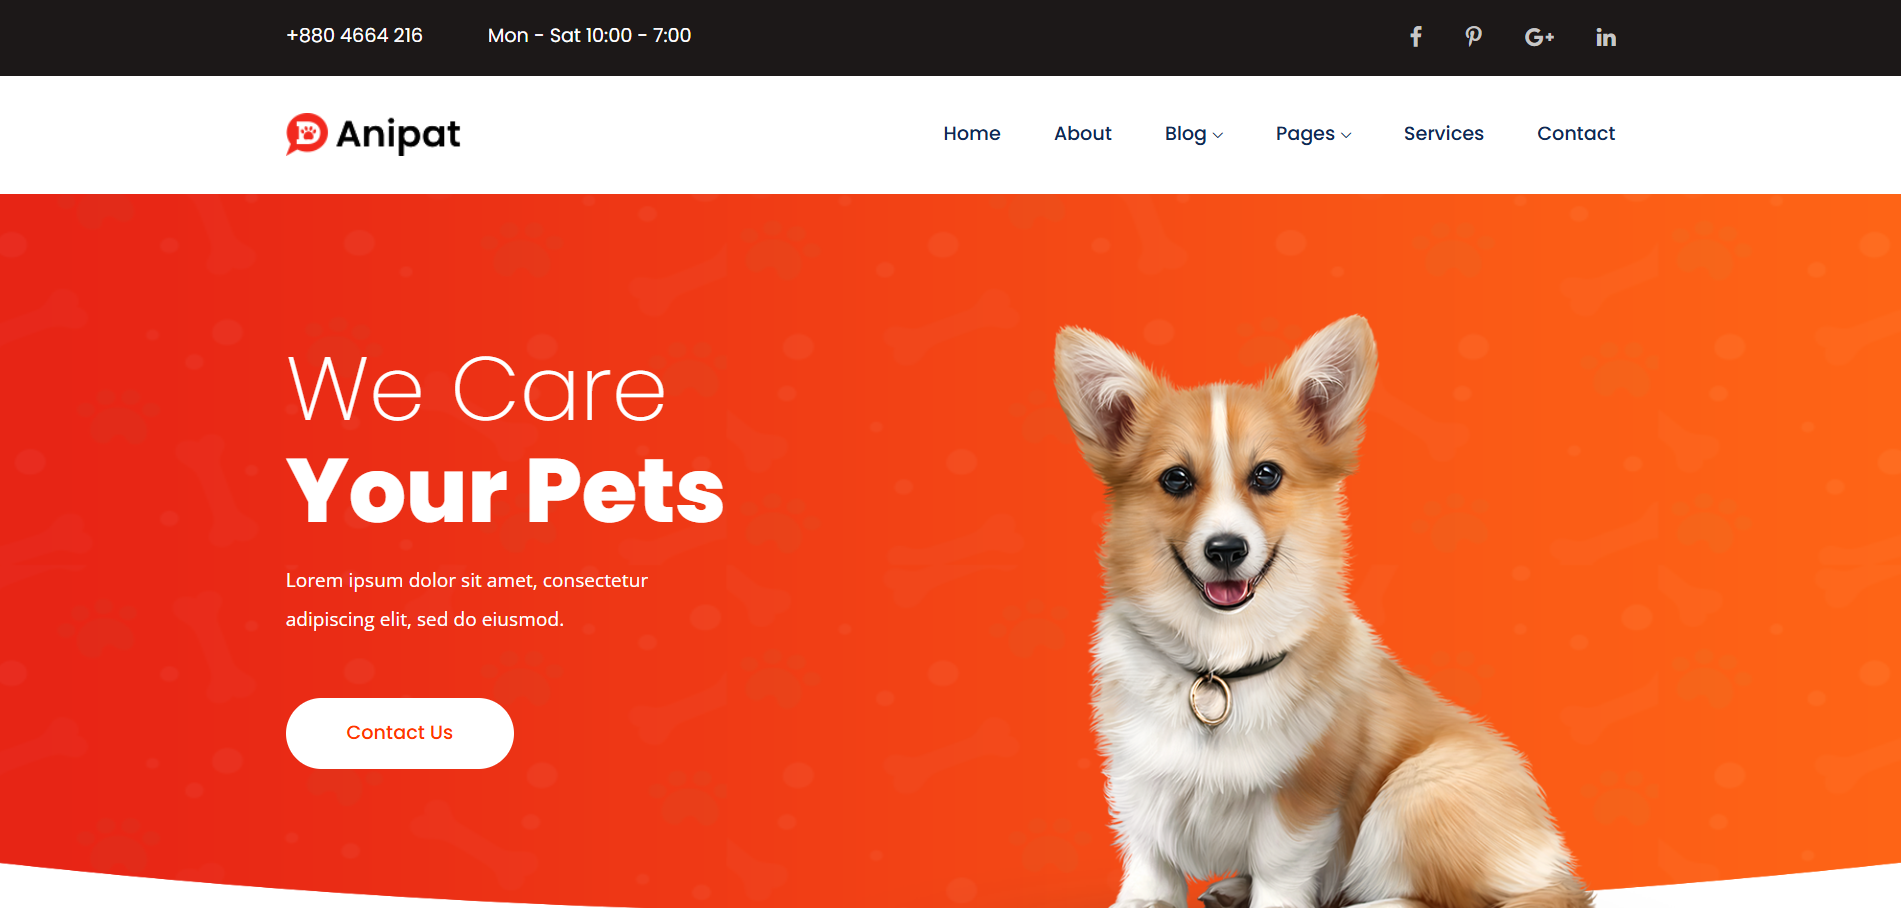 +880 4664 216
Mon - Sat 10:00 - 7:00
Anipat
Home
About
Blog
Pages
Services
Contact
We Care
Your Pets
Lorem ipsum dolor sit amet, consectetur
adipiscing elit, sed do eiusmod.
Contact Us